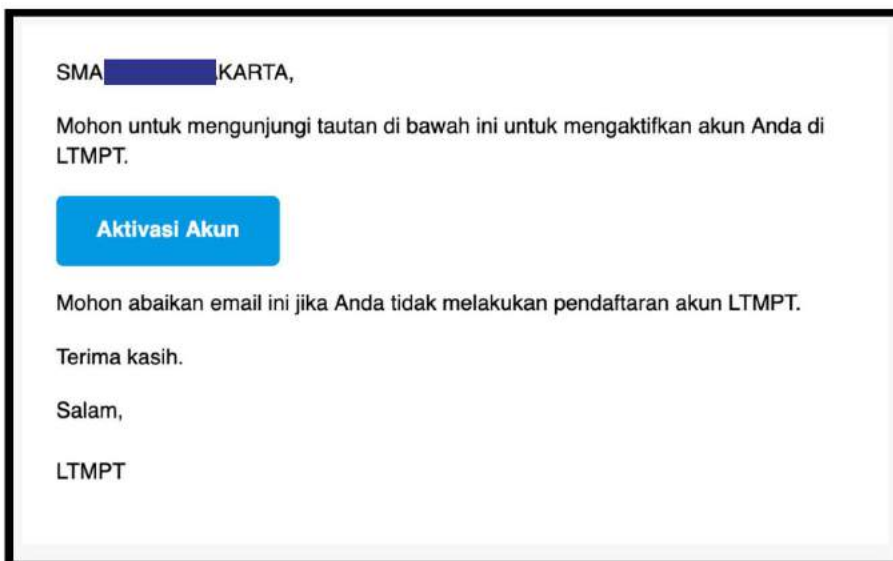 SMA KARTA,
Mohon untuk mengunjungi tautan di bawah ini untuk mengaktifkan akun Anda di
LTMPT.
Aktivasi Akun
Mohon abaikan email ini jika Anda tidak melakukan pendaftaran akun LTMPT.
Terima kasih.
Salam,
LTMPT